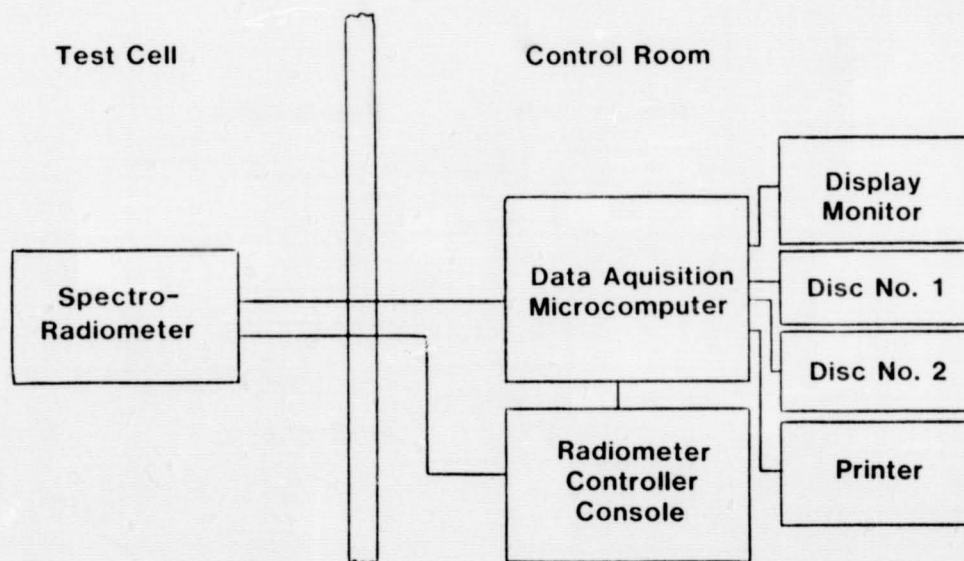 Test Cell
Control Room
Spectro-
Radiometer
Data Aquisition
Microcomputer
Radiometer
Controller
Console
Display
Monitor
Disc No. 1
Disc No. 2
Printer